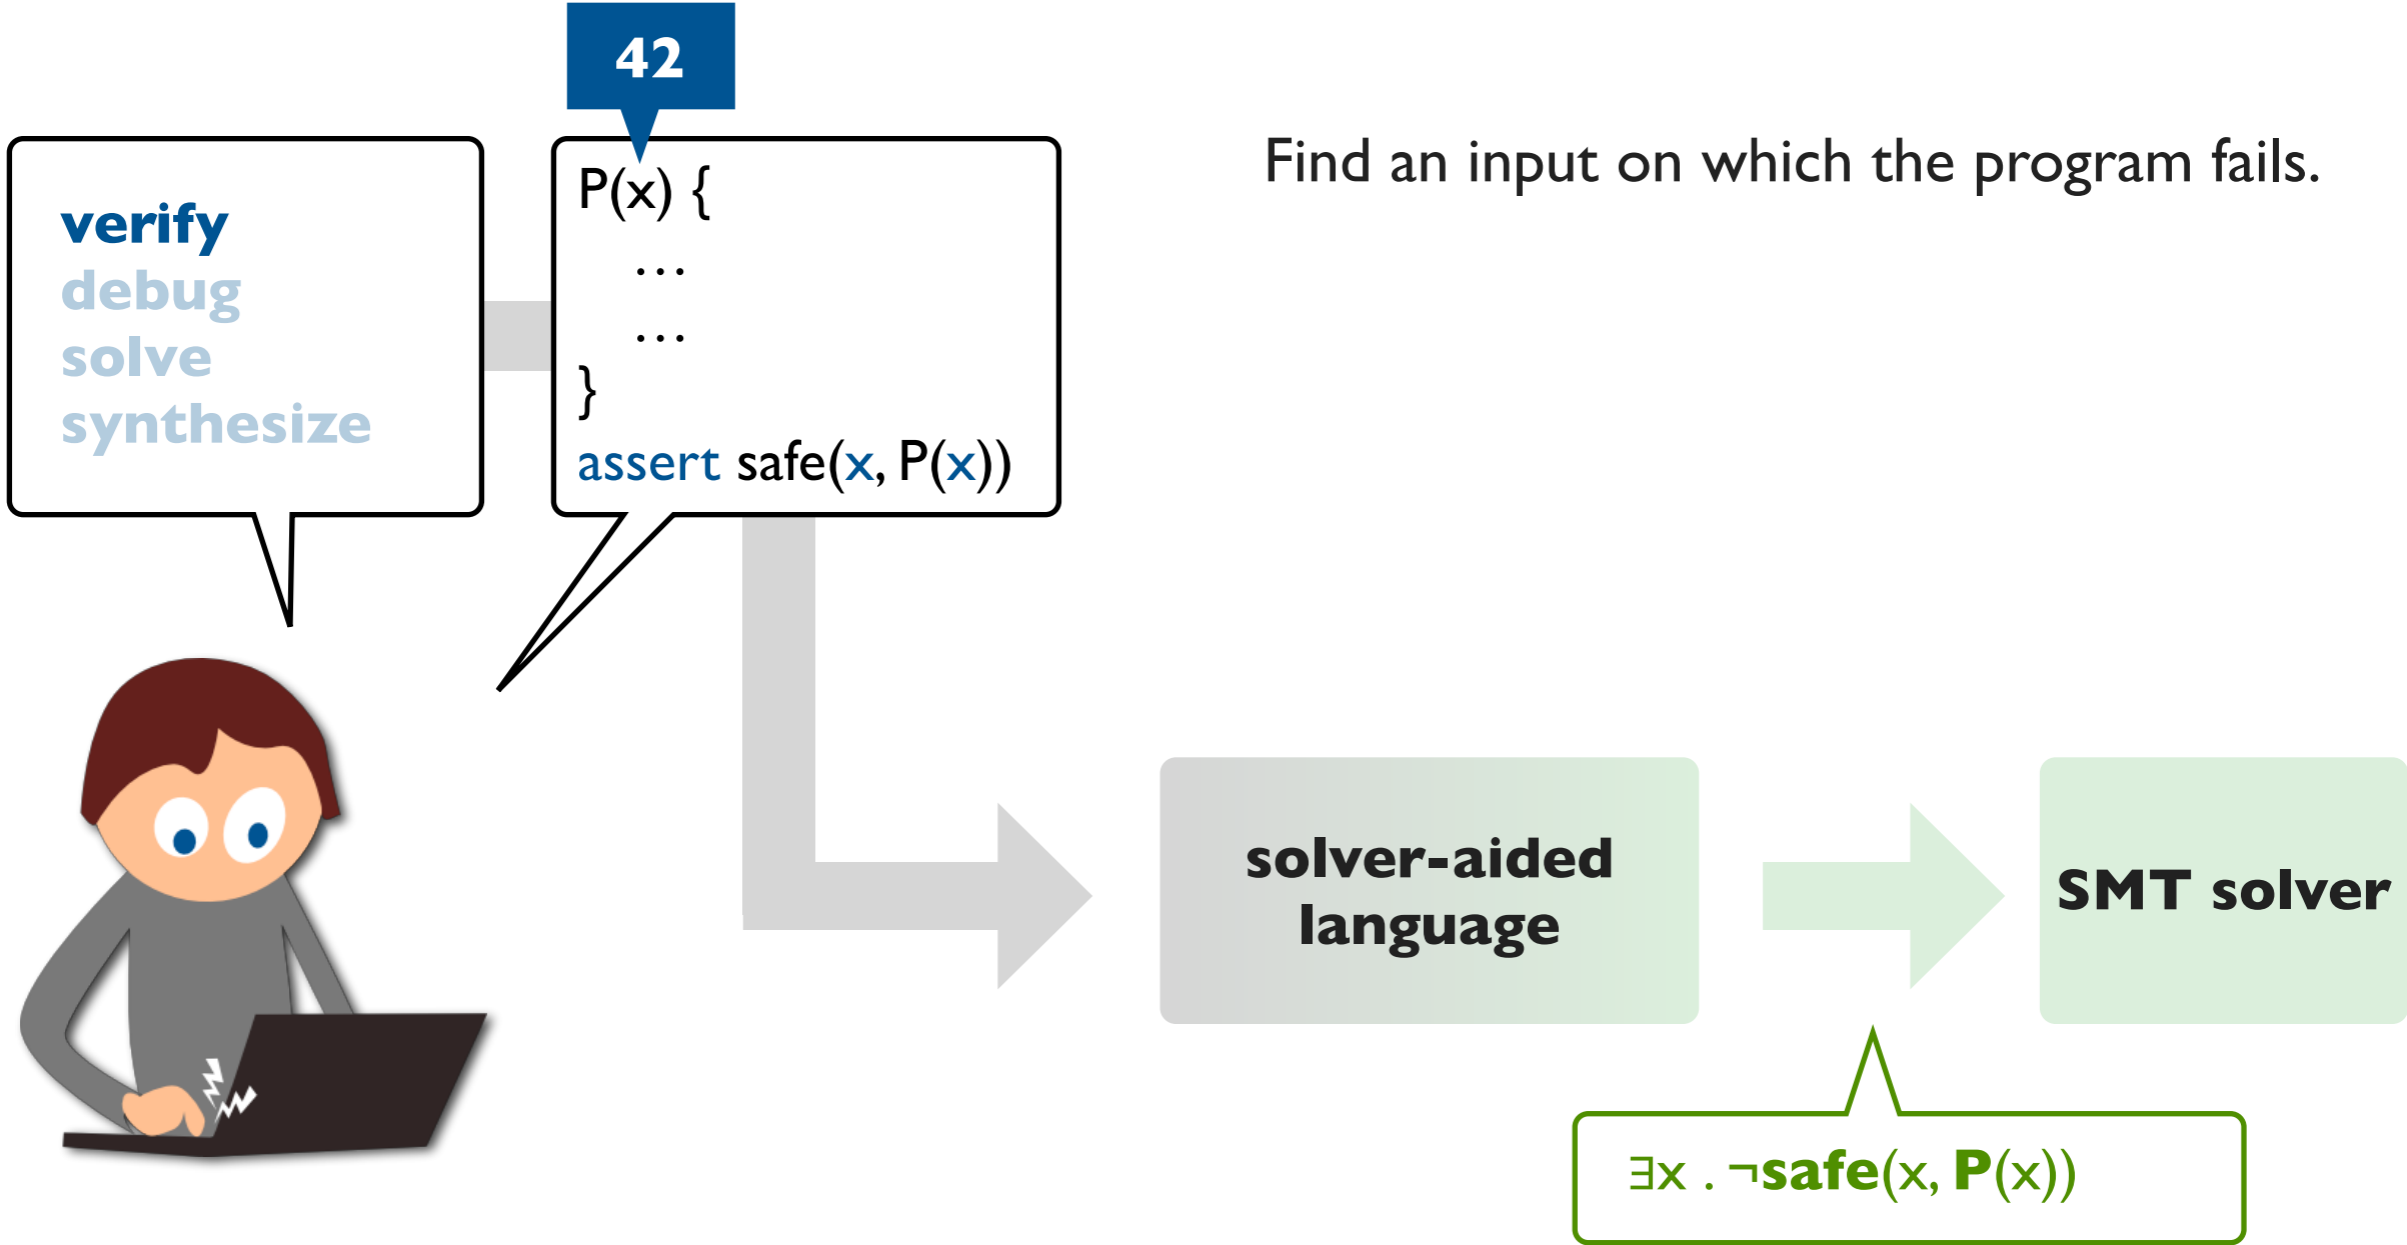 42
verify
debug
solve
synthesize
P(x) {
…
…
}
assert safe(x, P(x))
Find an input on which the program fails.
solver-aided
language
SMT solver
∃x . ¬safe(x, P(x))